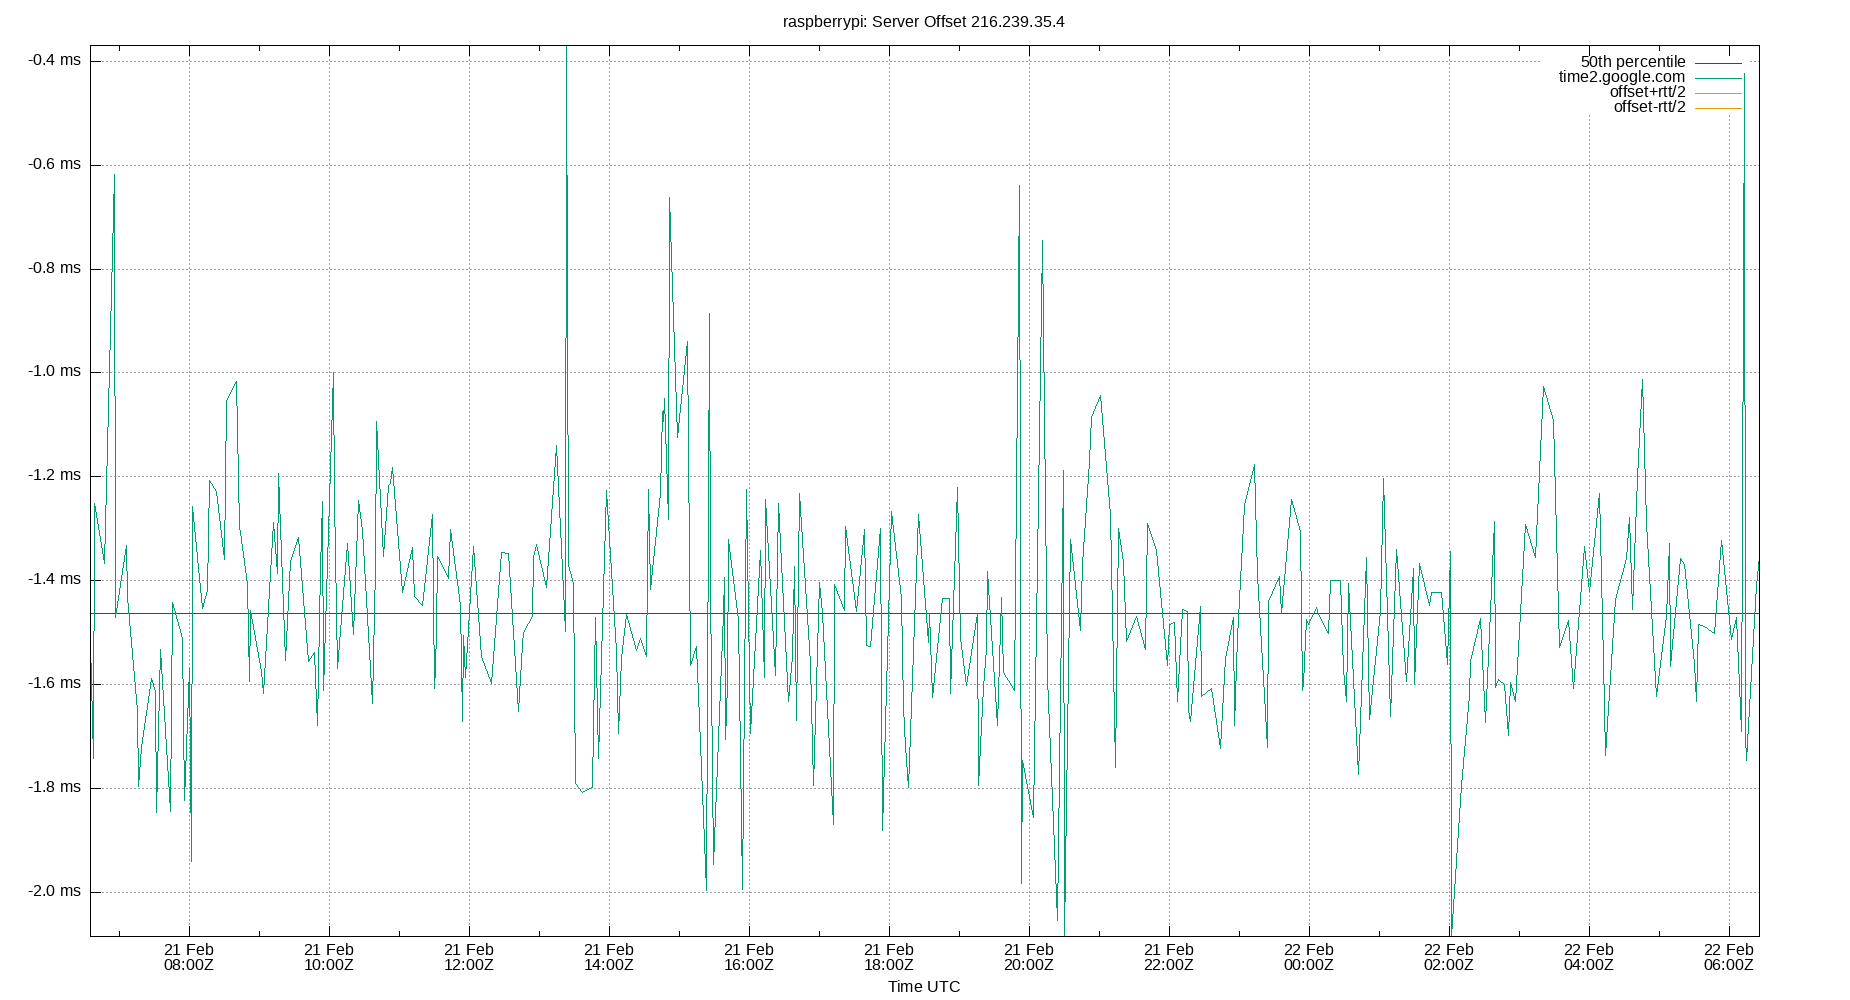 raspberrypi: Server Offset 216.239.35.4
-0.4 ms
-0.6 ms
-0.8 ms
-1.0 ms
-1.2 ms
-1.4 ms
-1.6 ms
-1.8 ms
-2.0 ms
50th percentile
time2.google.com
offset+rtt/2
offset-rtt/2
21 Feb 21 Feb 21 Feb 21 Feb 21 Feb 21 Feb 21 Feb 21 Feb 22 Feb 22 Feb 22 Feb 22 Feb
08:00Z 10:00Z 12:00Z 14:00Z 16:00Z 18:00Z 20:00Z 22:00Z 00:00Z 02:00Z 04:00Z 06:00Z
Time UTC